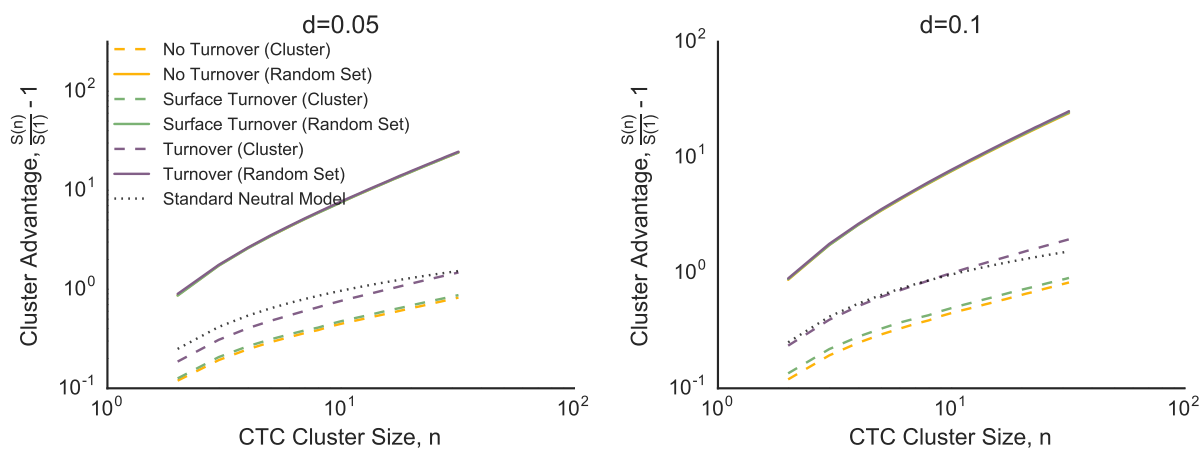 d=0.05
No Turnover (Cluster)
No Turnover (Random Set)
Surface Turnover (Cluster)
Surface Turnover (Random Set)
Turnover (Cluster)
Turnover (Random Set)
Standard Neutral Model
10^2
10^1
10^0
10^-1
Cluster Advantage, S(n)/S(1) - 1
10^0 10^1 10^2
CTC Cluster Size, n
d=0.1
10^2
10^1
10^0
10^-1
Cluster Advantage, S(n)/S(1) - 1
10^0 10^1 10^2
CTC Cluster Size, n